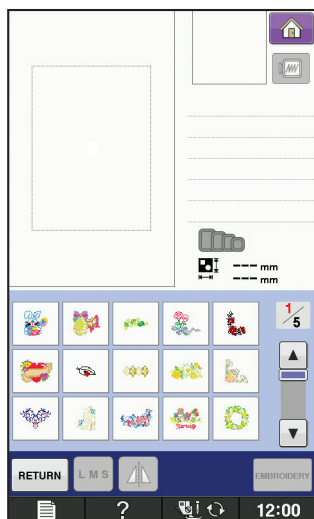 --- mm
--- mm
1/5
RETURN
L M S
EMBROIDERY
?
12:00